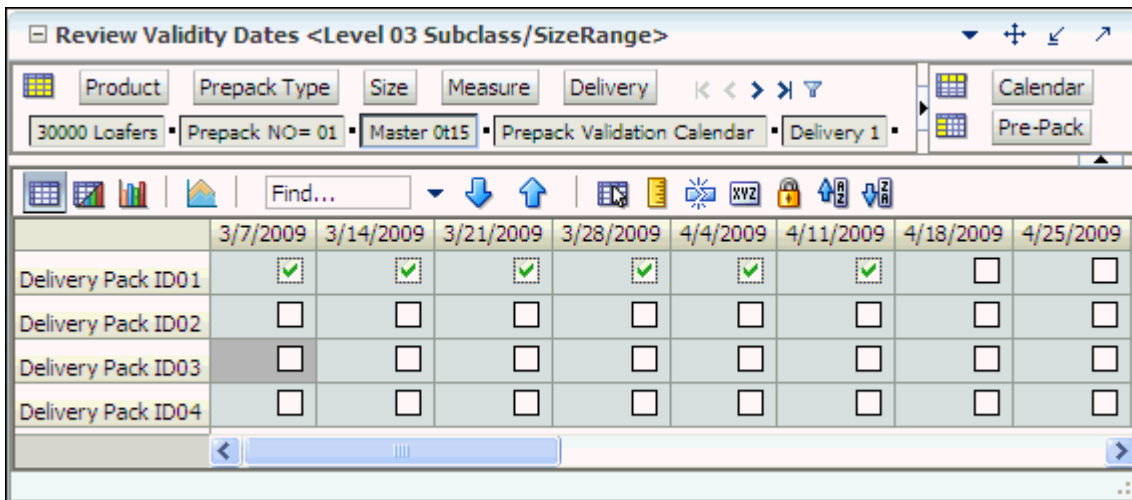 Review Validity Dates <Level 03 Subclass/SizeRange>
Product Prepack Type Size Measure Delivery Calendar
30000 Loafers Prepack NO= 01 Master 0t15 Prepack Validation Calendar Delivery 1 Pre-Pack
Find... XYZ A Z Z A
3/7/2009 3/14/2009 3/21/2009 3/28/2009 4/4/2009 4/11/2009 4/18/2009 4/25/2009
Delivery Pack ID01
Delivery Pack ID02
Delivery Pack ID03
Delivery Pack ID04